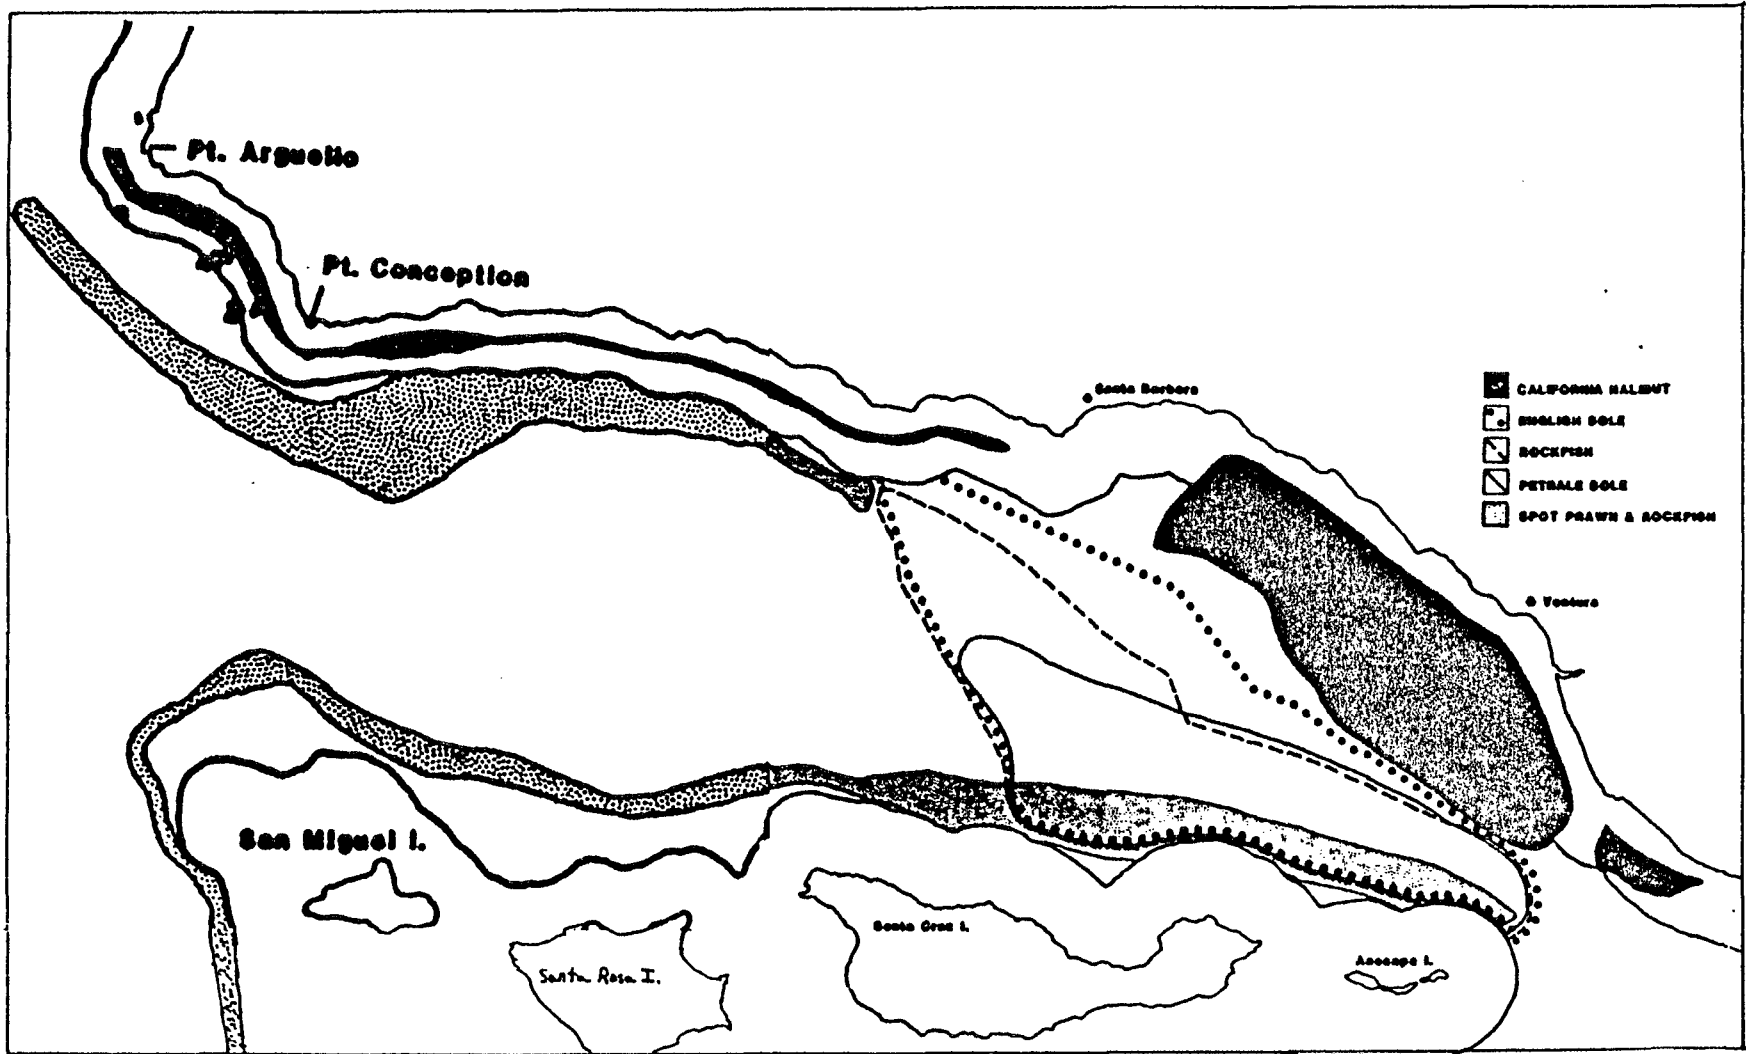 Pt. Arguello
Pt. Conception
Santa Barbara
CALIFORNIA HALIBUT
ENGLISH SOLE
ROCKFISH
PETRALE SOLE
SPOT PRAWN & ROCKFISH
Ventura
San Miguel I.
Santa Cruz I.
Santa Rosa I.
Anacapa I.